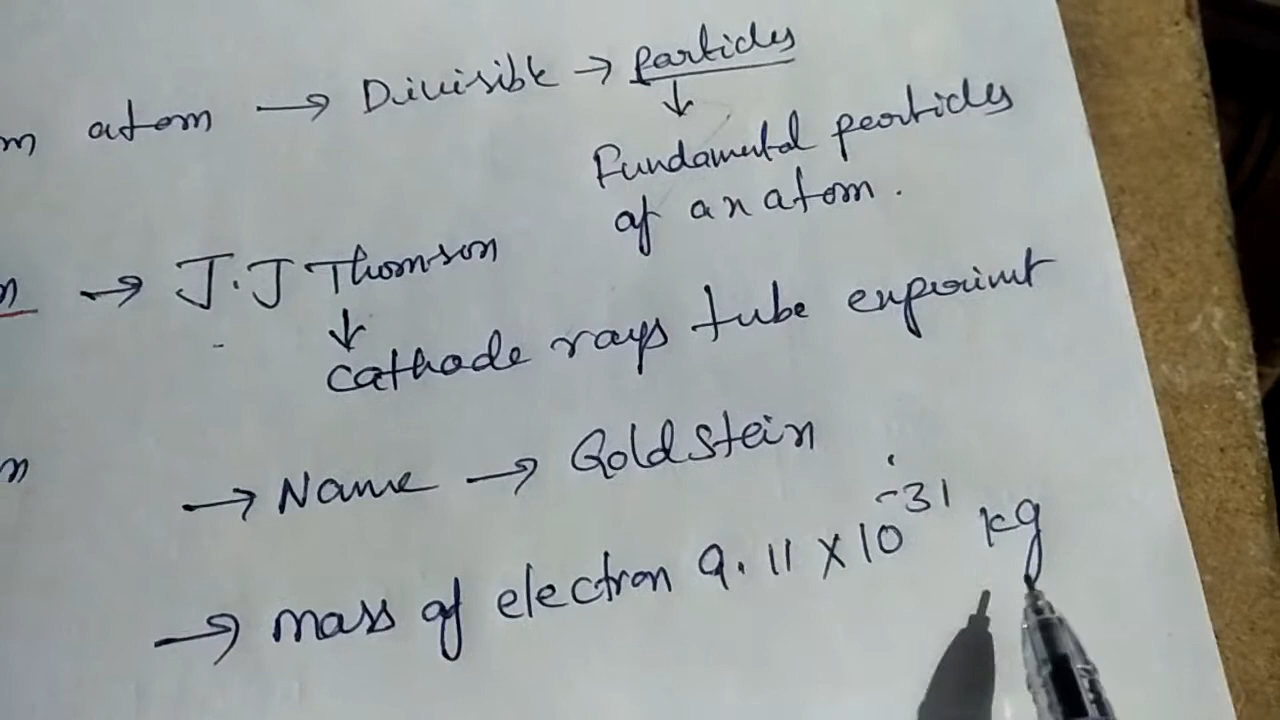 m atom → Divisible → particles
↓
Fundamental particles
of an atom.
n → J.J Thomson
↓
Cathode rays tube experimt
n
→ Name → Goldstein
→ mass of electron 9.11 × 10⁻³¹ kg